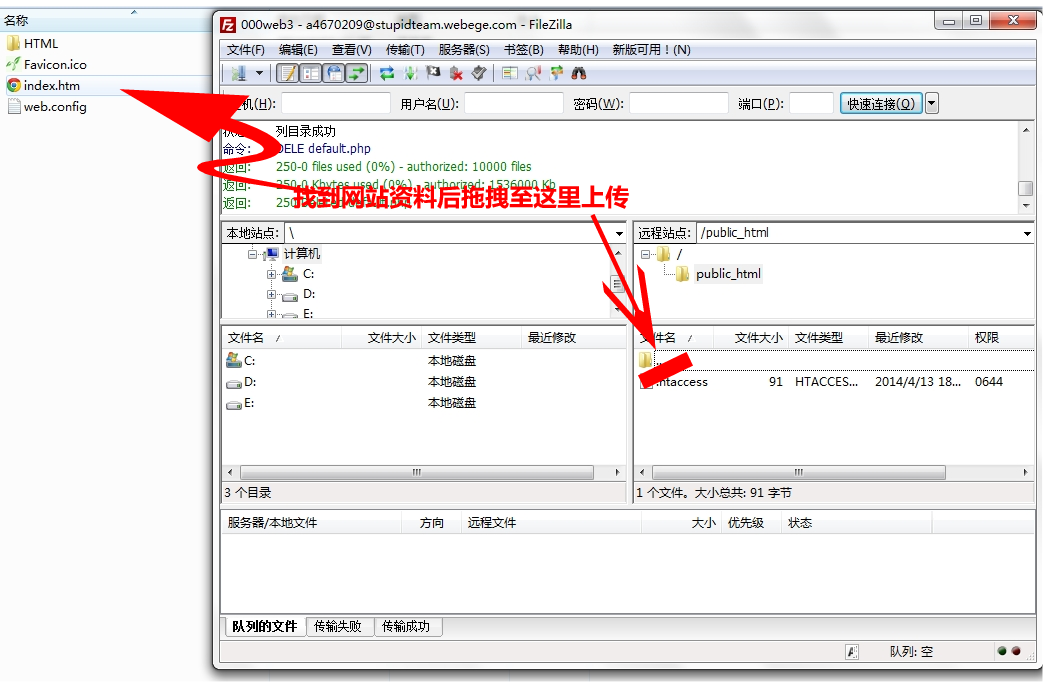 名称
HTML
Favicon.ico
index.htm
web.config
000web3 - a4670209@stupidteam.webege.com - FileZilla
文件(F) 编辑(E) 查看(V) 传输(T) 服务器(S) 书签(B) 帮助(H) 新版可用！(N)
机(H): 用户名(U): 密码(W): 端口(P): 快速连接(Q)
列目录成功
命令: DELE default.php
返回: 250-0 files used (0%) - authorized: 10000 files
返回: 250-0 Kbytes used (0%) - authorized: 1536000 Kb
返回:
找到网站资料后拖拽至这里上传
本地站点: \
计算机
C:
D:
E:
远程站点: /public_html
/
public_html
文件名 文件大小 文件类型 最近修改
C: 本地磁盘
D: 本地磁盘
E: 本地磁盘
3 个目录
文件名 文件大小 文件类型 最近修改 权限
..
.htaccess 91 HTACCES... 2014/4/13 18... 0644
1 个文件。大小总共: 91 字节
服务器/本地文件 方向 远程文件 大小 优先级 状态
队列的文件 传输失败 传输成功
队列: 空